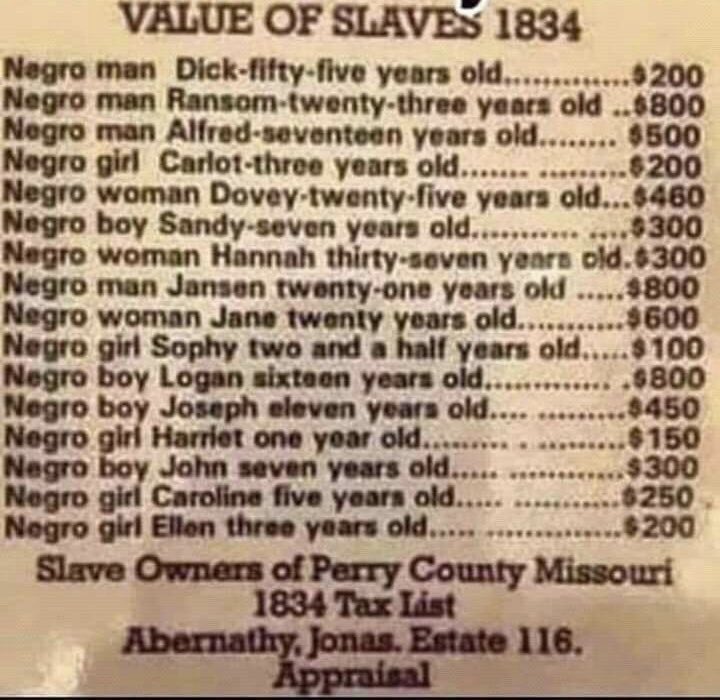 VALUE OF SLAVES 1834
Negro man Dick-fifty-five years old.............$200
Negro man Ransom-twenty-three years old ..$800
Negro man Alfred-seventeen years old........ $500
Negro girl Carlot-three years old....... .........$200
Negro woman Dovey-twenty-five years old...$460
Negro boy Sandy-seven years old........... ....$300
Negro woman Hannah thirty-seven years old.$300
Negro man Jansen twenty-one years old .....$800
Negro woman Jane twenty years old...........$600
Negro girl Sophy two and a half years old.....$100
Negro boy Logan sixteen years old............. .$800
Negro boy Joseph eleven years old.... .........$450
Negro girl Harriet one year old........ . .........$150
Negro boy John seven years old..... ............$300
Negro girl Caroline five years old..... ...........$250
Negro girl Ellen three years old..... .............$200
Slave Owners of Perry County Missouri
1834 Tax List
Abernathy, Jonas. Estate 116.
Appraisal